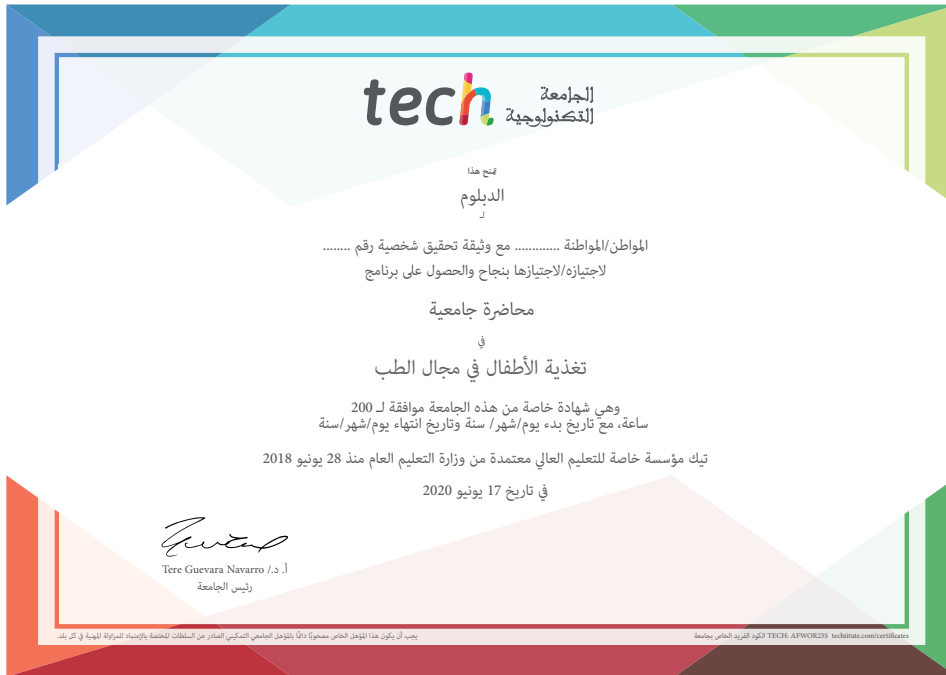 tech
الجامعة
التكنولوجية
يمنح هذا
الدبلوم
لـ
المواطن/المواطنة ............ مع وثيقة تحقيق شخصية رقم ........
لاجتيازه/لاجتيازها بنجاح والحصول على برنامج
محاضرة جامعية
في
تغذية الأطفال في مجال الطب
وهي شهادة خاصة من هذه الجامعة موافقة لـ 200
ساعة، مع تاريخ بدء يوم/شهر/ سنة وتاريخ انتهاء يوم/شهر/سنة
تيك مؤسسة خاصة للتعليم العالي معتمدة من وزارة التعليم العام منذ 28 يونيو 2018
في تاريخ 17 يونيو 2020
أ. د./ Tere Guevara Navarro
رئيس الجامعة
يجب أن يكون هذا المؤهل الخاص مصحوبًا دائمًا بالمؤهل الجامعي التمكيني الصادر عن السلطات المختصة بالإعتماد للمزاولة المهنية في كل بلد.
الكود الفريد الخاص بجامعة TECH: AFWOR23S techtitute.com/certificates